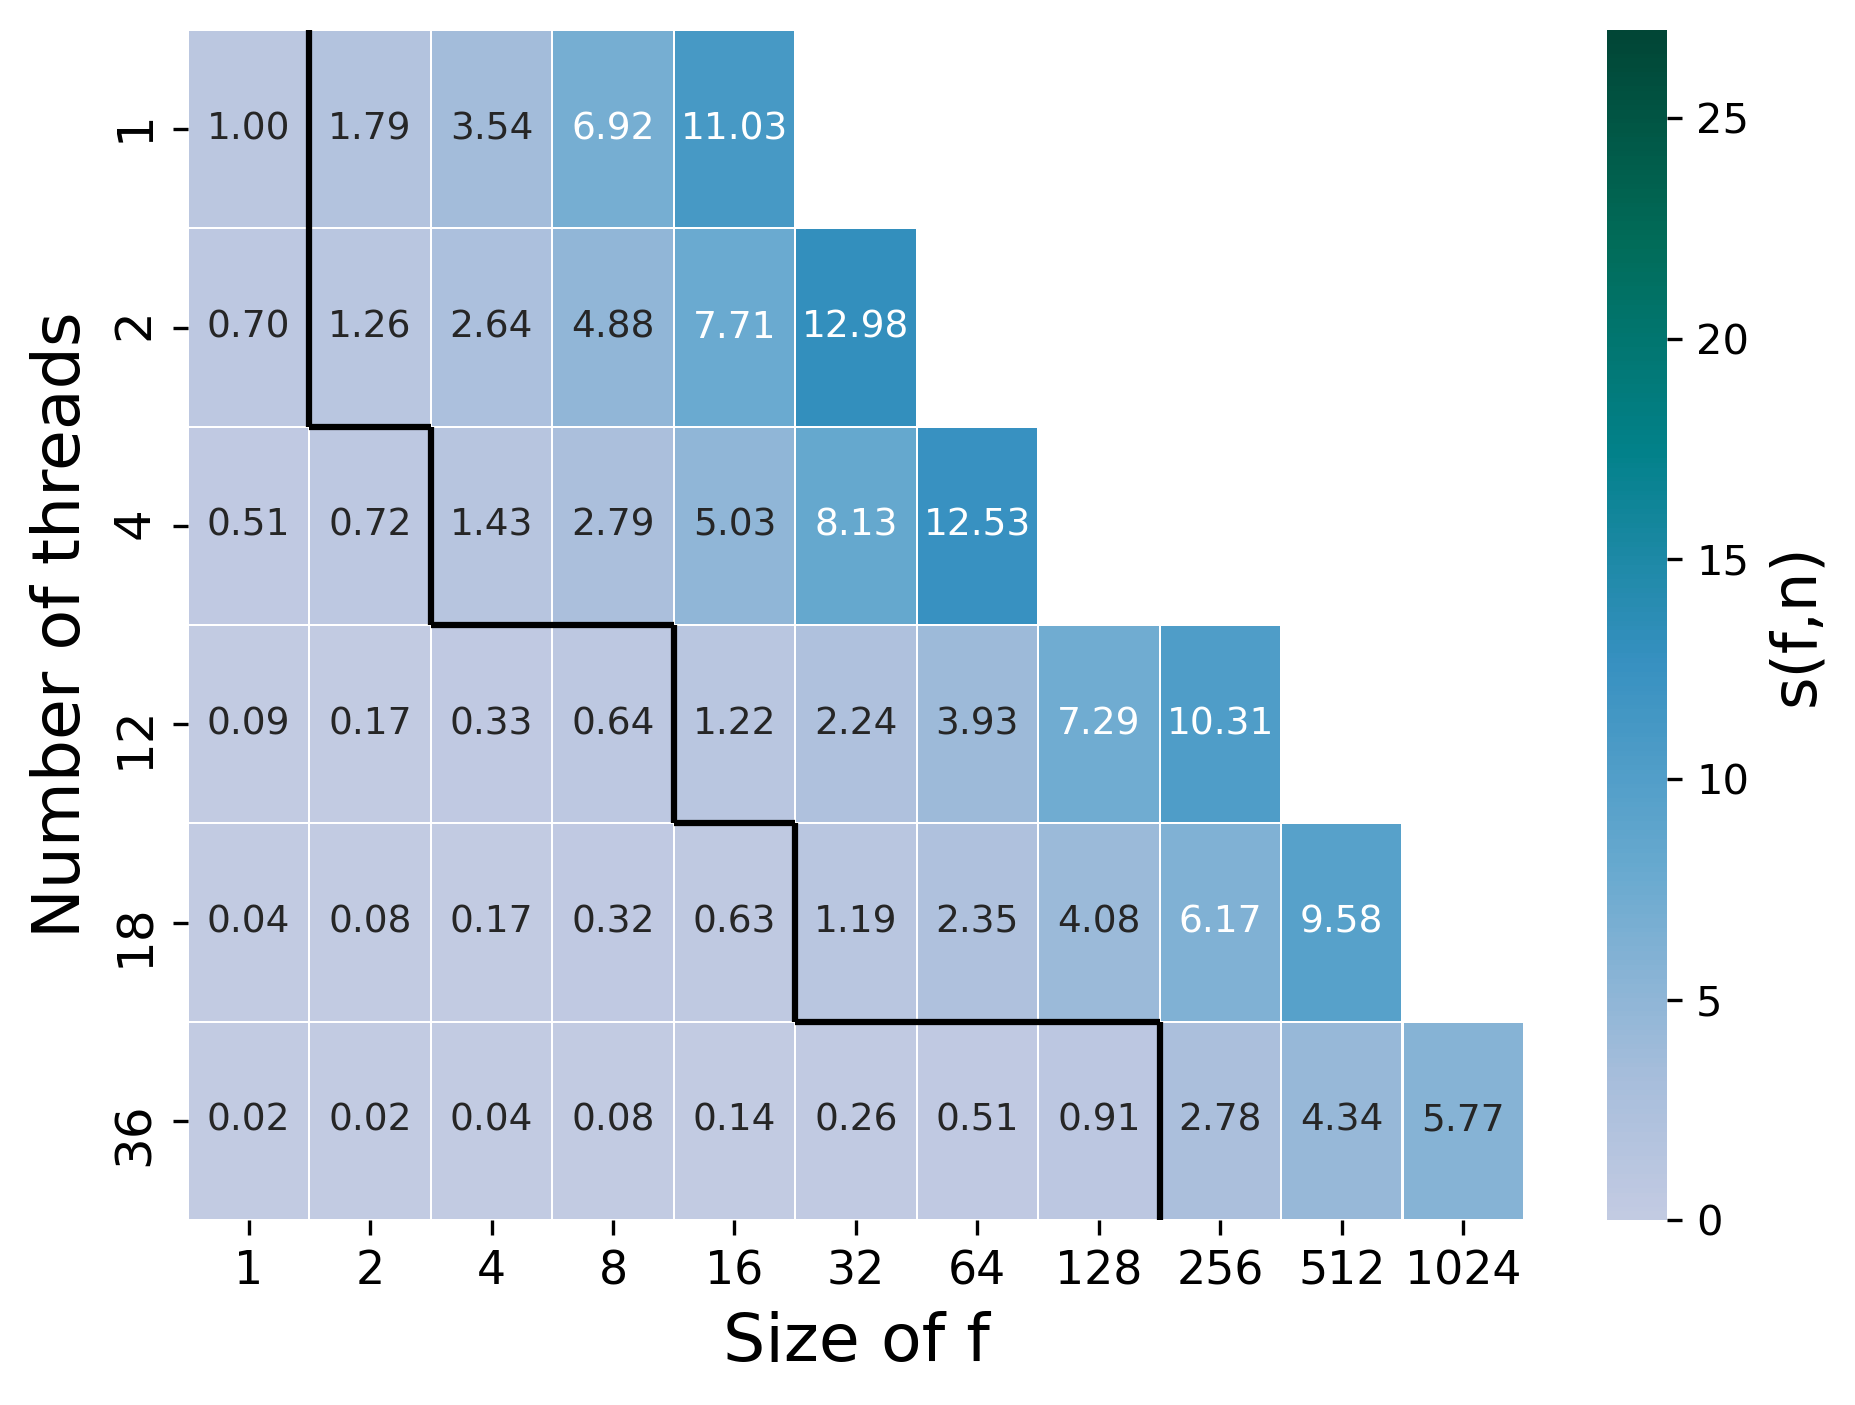 Number of threads
1 1.00 1.79 3.54 6.92 11.03
2 0.70 1.26 2.64 4.88 7.71 12.98
4 0.51 0.72 1.43 2.79 5.03 8.13 12.53
12 0.09 0.17 0.33 0.64 1.22 2.24 3.93 7.29 10.31
18 0.04 0.08 0.17 0.32 0.63 1.19 2.35 4.08 6.17 9.58
36 0.02 0.02 0.04 0.08 0.14 0.26 0.51 0.91 2.78 4.34 5.77
1 2 4 8 16 32 64 128 256 512 1024
Size of f
25
20
15
10
5
0
s(f,n)